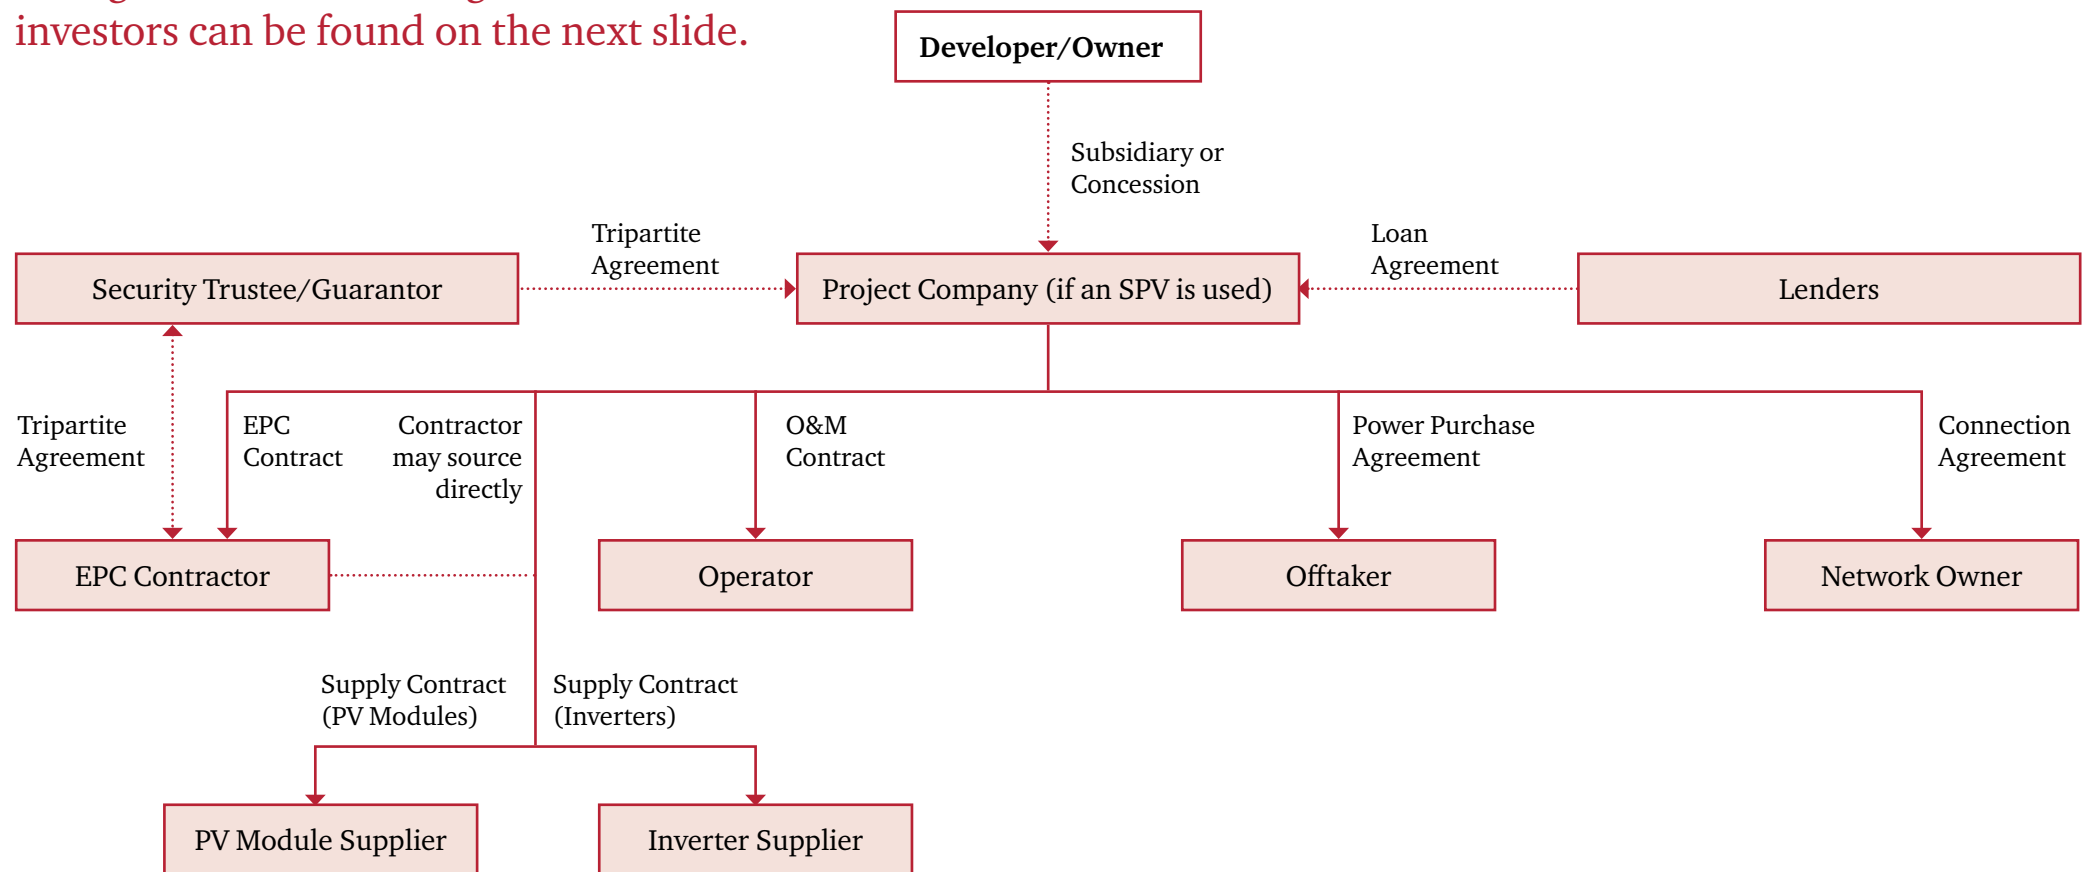 investors can be found on the next slide.
Developer/Owner
Subsidiary or
Concession
Tripartite
Agreement
Loan
Agreement
Security Trustee/Guarantor
Project Company (if an SPV is used)
Lenders
Tripartite
Agreement
EPC
Contract
Contractor
may source
directly
O&M
Contract
Power Purchase
Agreement
Connection
Agreement
EPC Contractor
Operator
Offtaker
Network Owner
Supply Contract
(PV Modules)
Supply Contract
(Inverters)
PV Module Supplier
Inverter Supplier